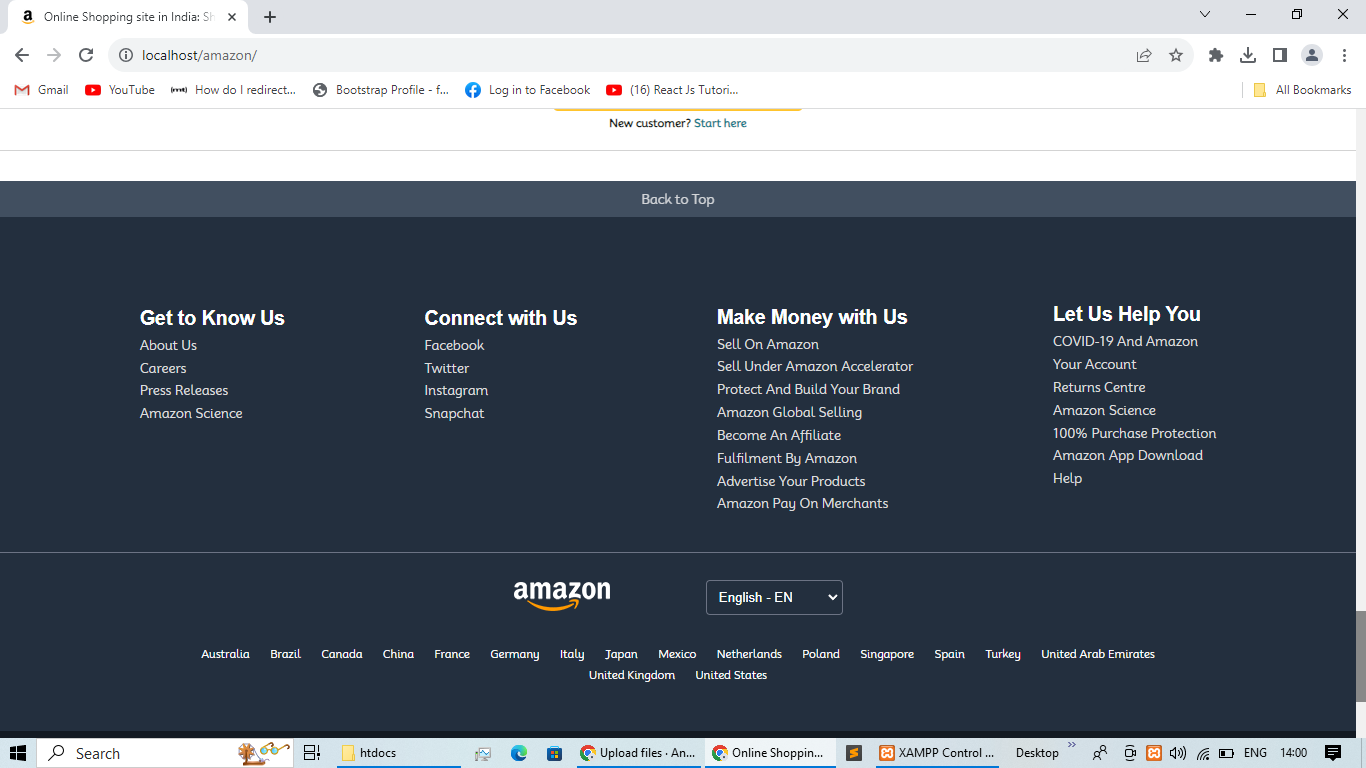 Online Shopping site in India: Sh
localhost/amazon/
Gmail
YouTube
How do I redirect...
Bootstrap Profile - f...
Log in to Facebook
(16) React Js Tutori...
All Bookmarks
New customer? Start here
Back to Top
Get to Know Us
About Us
Careers
Press Releases
Amazon Science
Connect with Us
Facebook
Twitter
Instagram
Snapchat
Make Money with Us
Sell On Amazon
Sell Under Amazon Accelerator
Protect And Build Your Brand
Amazon Global Selling
Become An Affiliate
Fulfilment By Amazon
Advertise Your Products
Amazon Pay On Merchants
Let Us Help You
COVID-19 And Amazon
Your Account
Returns Centre
Amazon Science
100% Purchase Protection
Amazon App Download
Help
amazon
English - EN
Australia Brazil Canada China France Germany Italy Japan Mexico Netherlands Poland Singapore Spain Turkey United Arab Emirates
United Kingdom United States
Search
htdocs
Upload files · An...
Online Shoppin...
XAMPP Control ...
Desktop
ENG
14:00